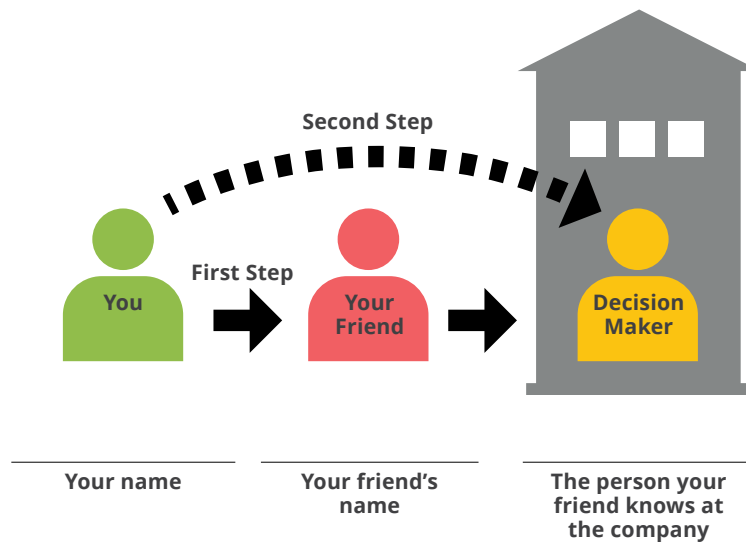 Second Step
First Step
You
Your
Friend
Decision
Maker
Your name
Your friend’s
name
The person your
friend knows at
the company